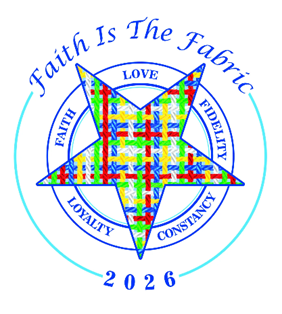 Faith Is The Fabric
LOVE
FIDELITY
CONSTANCY
LOYALTY
FAITH
2026